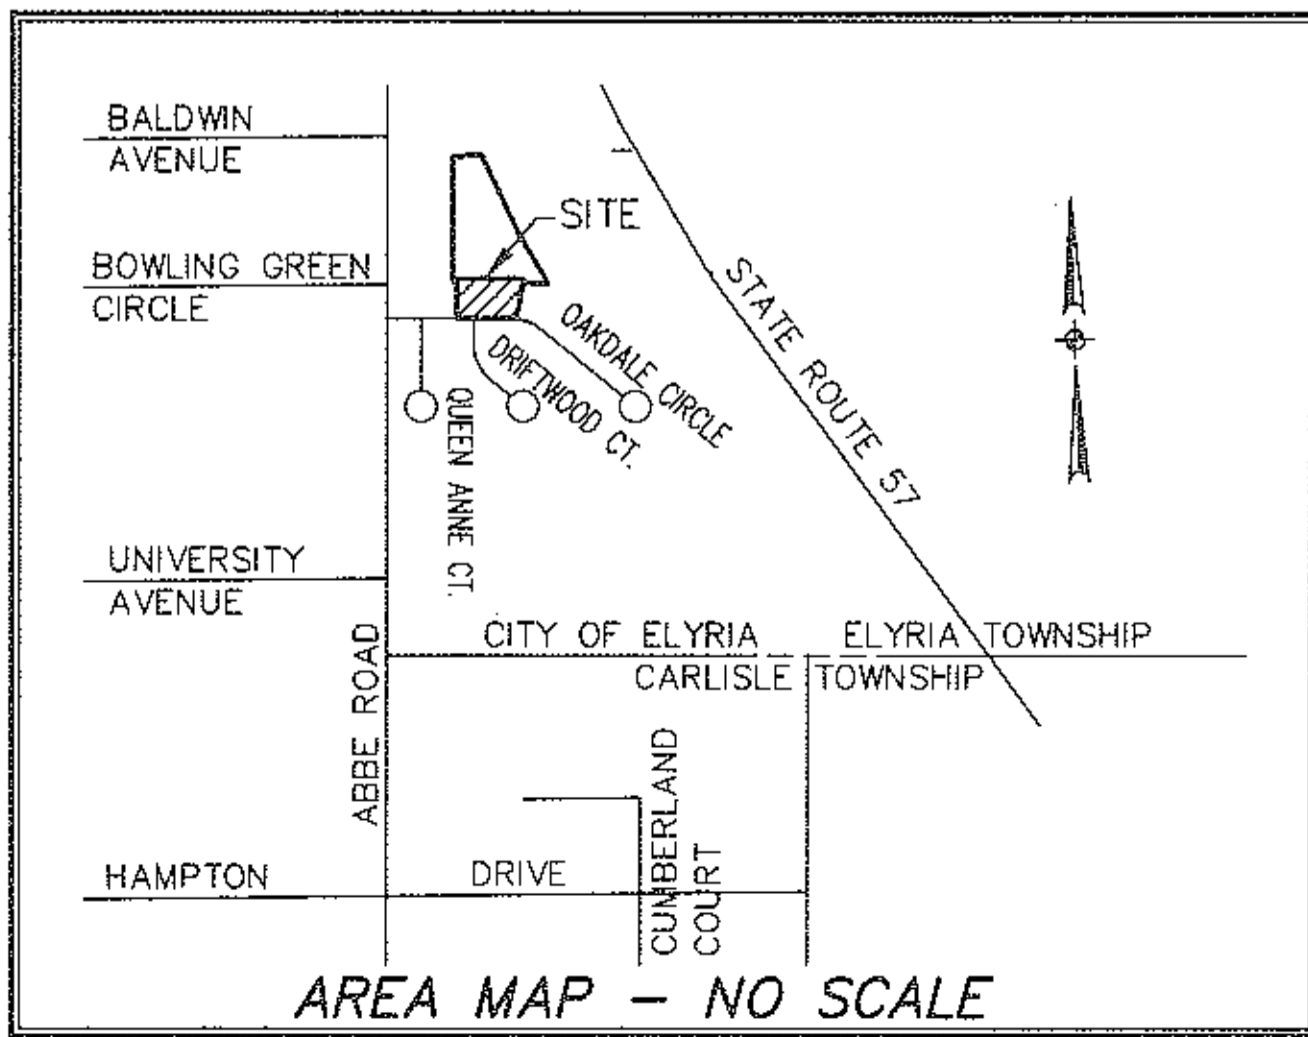 BALDWIN
AVENUE
SITE
BOWLING GREEN
CIRCLE
OAKDALE CIRCLE
DRIFTWOOD CT.
QUEEN ANNE CT.
STATE ROUTE 57
UNIVERSITY
AVENUE
ABBE ROAD
CITY OF ELYRIA
ELYRIA TOWNSHIP
CARLISLE TOWNSHIP
CUMBERLAND
COURT
HAMPTON DRIVE
AREA MAP - NO SCALE